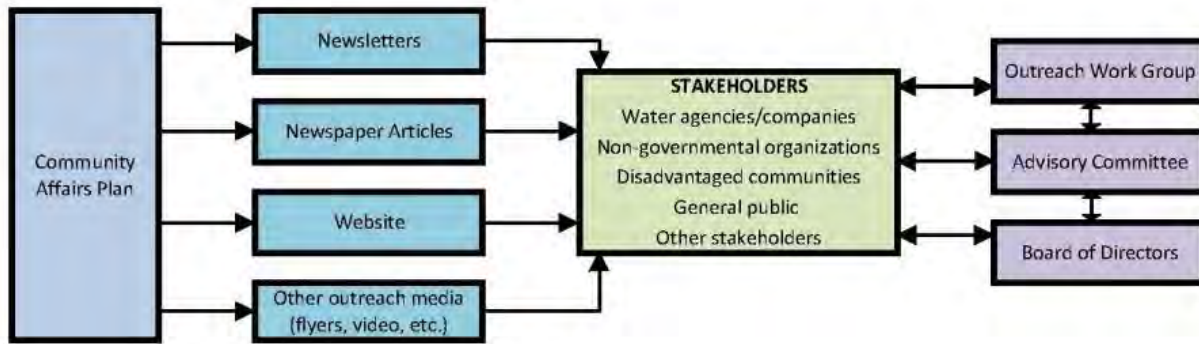 Community
Affairs Plan
Newsletters
Newspaper Articles
Website
Other outreach media
(flyers, video, etc.)
STAKEHOLDERS
Water agencies/companies
Non-governmental organizations
Disadvantaged communities
General public
Other stakeholders
Outreach Work Group
Advisory Committee
Board of Directors